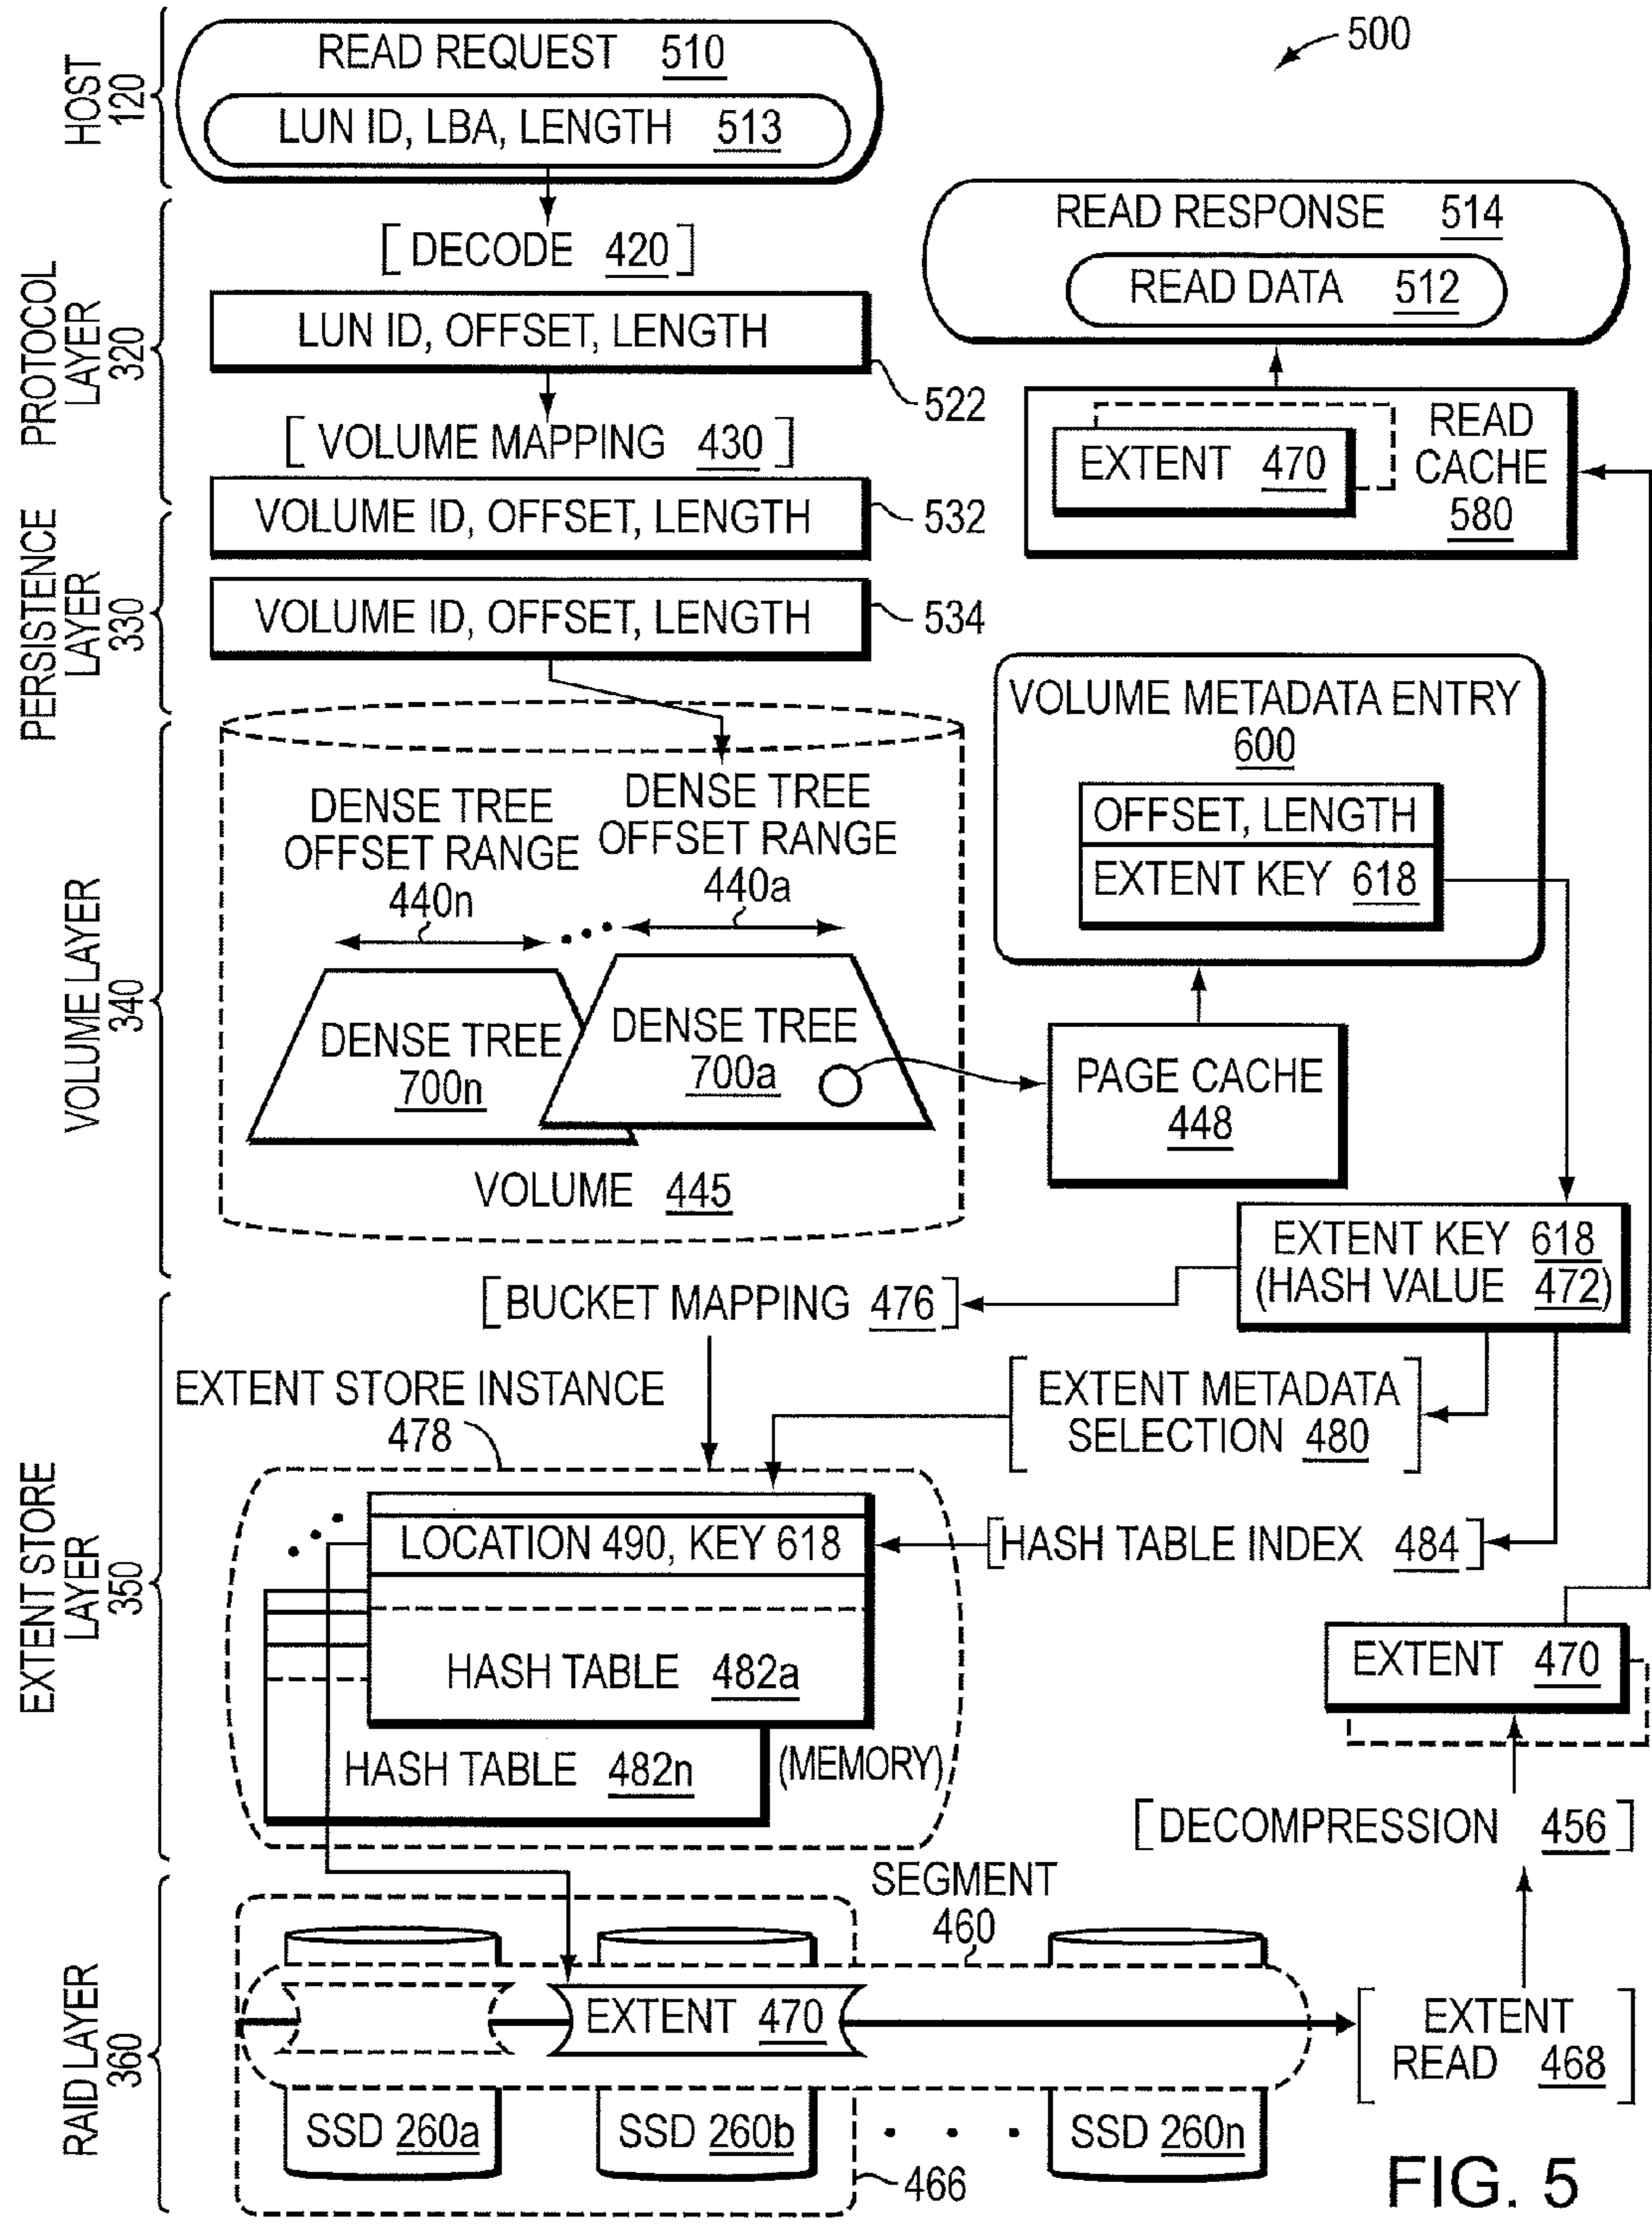 500
HOST
120
READ REQUEST 510
LUN ID, LBA, LENGTH 513
PROTOCOL
LAYER
320
[DECODE 420]
LUN ID, OFFSET, LENGTH
522
[VOLUME MAPPING 430]
VOLUME ID, OFFSET, LENGTH
532
READ RESPONSE 514
READ DATA 512
EXTENT 470
READ
CACHE
580
PERSISTENCE
LAYER
330
VOLUME ID, OFFSET, LENGTH
534
VOLUME LAYER
340
DENSE TREE
OFFSET RANGE
440n
DENSE TREE
OFFSET RANGE
440a
DENSE TREE
700n
DENSE TREE
700a
VOLUME 445
VOLUME METADATA ENTRY
600
OFFSET, LENGTH
EXTENT KEY 618
PAGE CACHE
448
EXTENT KEY 618
(HASH VALUE 472)
EXTENT STORE
LAYER
350
[BUCKET MAPPING 476]
EXTENT STORE INSTANCE
478
[EXTENT METADATA
SELECTION 480]
LOCATION 490, KEY 618
[HASH TABLE INDEX 484]
HASH TABLE 482a
HASH TABLE 482n
(MEMORY)
EXTENT 470
[DECOMPRESSION 456]
RAID LAYER
360
SEGMENT
460
EXTENT 470
[EXTENT
READ 468]
SSD 260a
SSD 260b
. . .
SSD 260n
466
FIG. 5